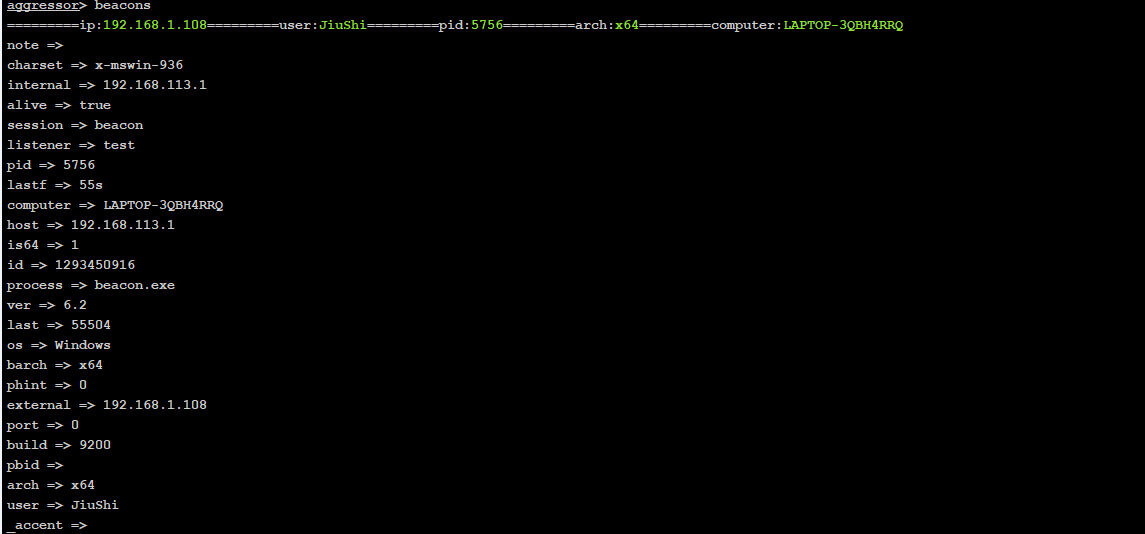 aggressor> beacons
=========ip:192.168.1.108=========user:JiuShi=========pid:5756=========arch:x64=========computer:LAPTOP-3QBH4RRQ
note =>
charset => x-mswin-936
internal => 192.168.113.1
alive => true
session => beacon
listener => test
pid => 5756
lastf => 55s
computer => LAPTOP-3QBH4RRQ
host => 192.168.113.1
is64 => 1
id => 1293450916
process => beacon.exe
ver => 6.2
last => 55504
os => Windows
barch => x64
phint => 0
external => 192.168.1.108
port => 0
build => 9200
pbid =>
arch => x64
user => JiuShi
_accent =>